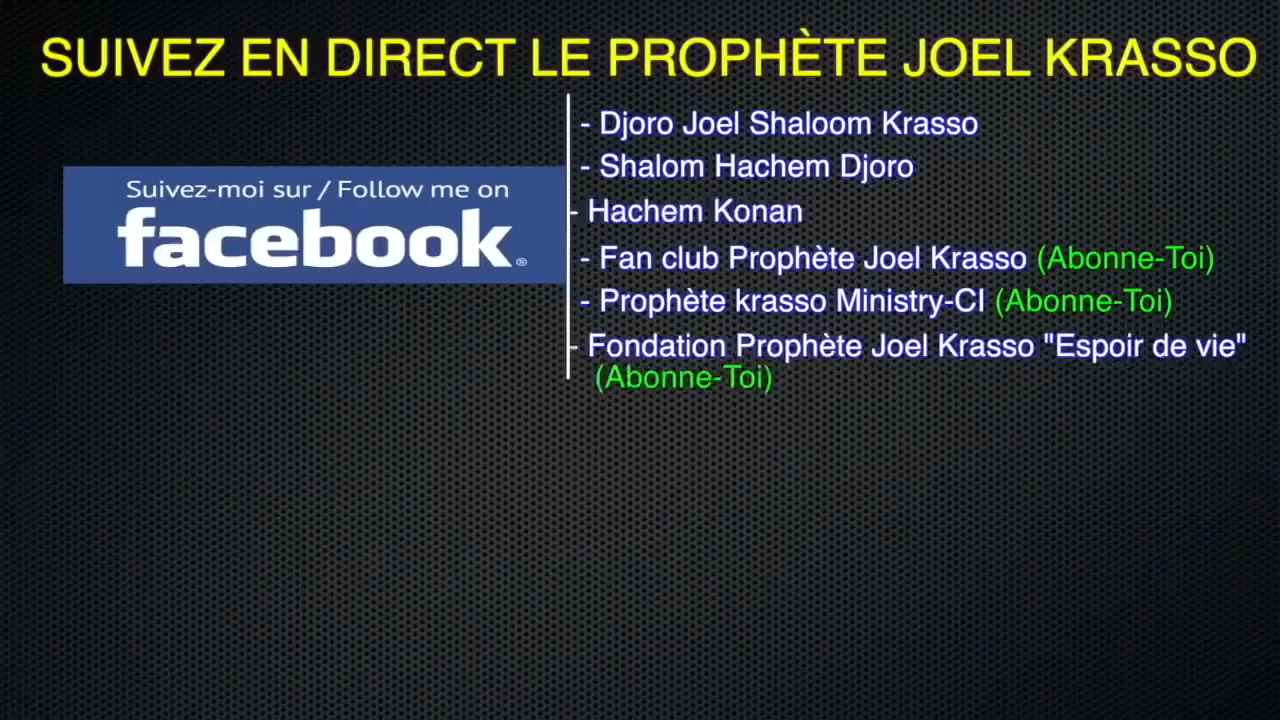 SUIVEZ EN DIRECT LE PROPHÈTE JOEL KRASSO
Suivez-moi sur / Follow me on
facebook®
- Djoro Joel Shaloom Krasso
- Shalom Hachem Djoro
- Hachem Konan
- Fan club Prophète Joel Krasso (Abonne-Toi)
- Prophète krasso Ministry-CI (Abonne-Toi)
- Fondation Prophète Joel Krasso "Espoir de vie"
(Abonne-Toi)